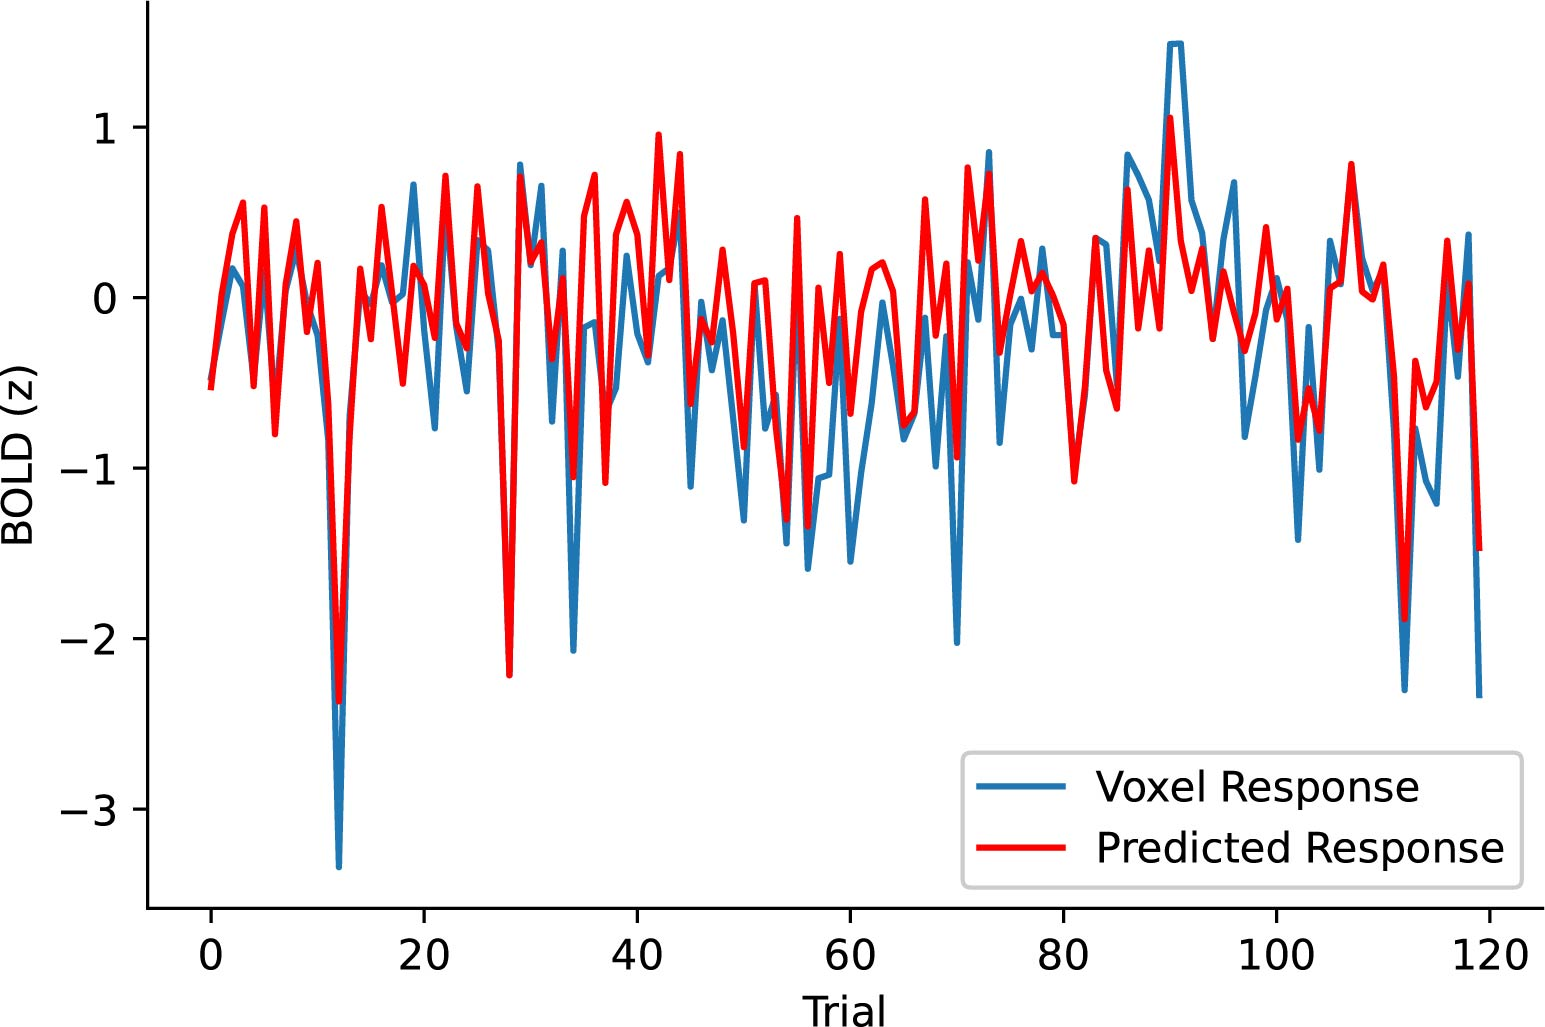 BOLD (z)
1
0
−1
−2
−3
Voxel Response
Predicted Response
0 20 40 60 80 100 120
Trial